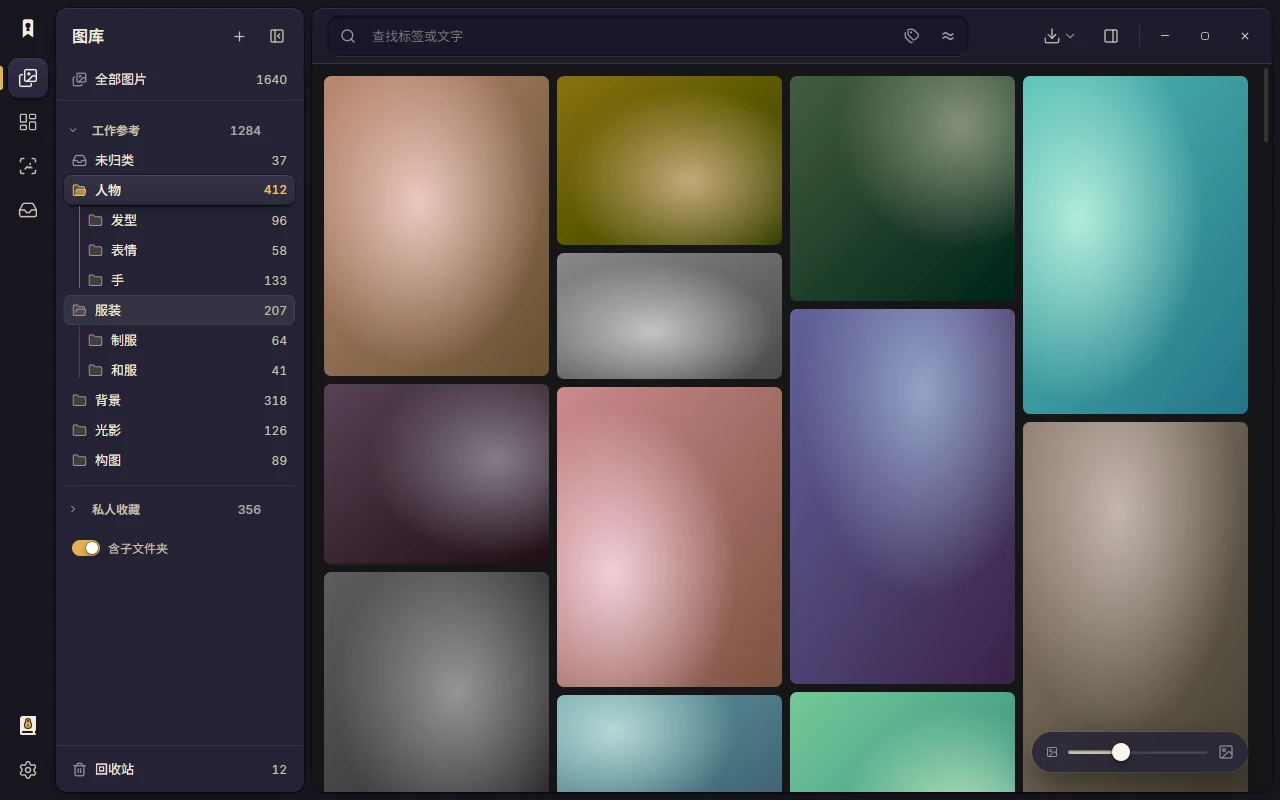 图库
全部图片 1640
工作参考 1284
未归类 37
人物 412
发型 96
表情 58
手 133
服装 207
制服 64
和服 41
背景 318
光影 126
构图 89
私人收藏 356
含子文件夹
回收站 12
查找标签或文字